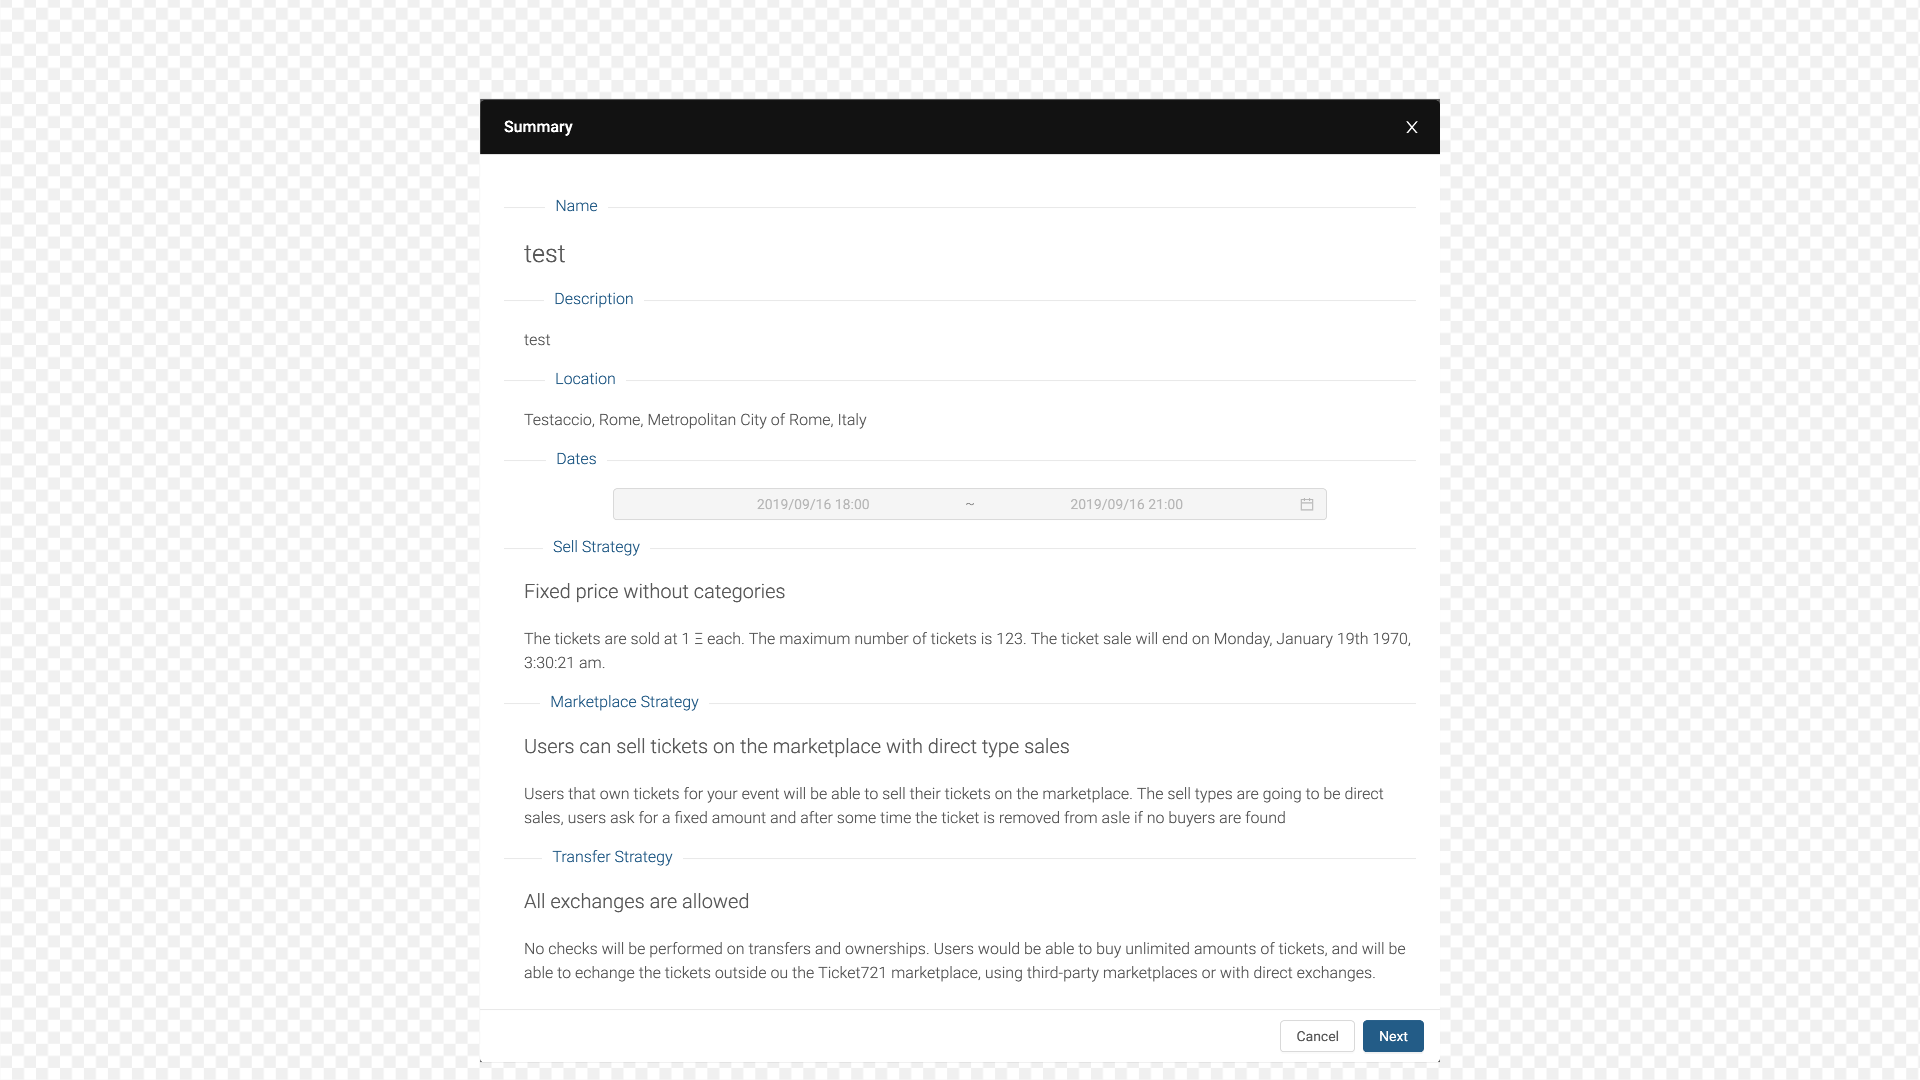 Summary
X
Name
test
Description
test
Location
Testaccio, Rome, Metropolitan City of Rome, Italy
Dates
2019/09/16 18:00 ~ 2019/09/16 21:00
Sell Strategy
Fixed price without categories
The tickets are sold at 1 Ξ each. The maximum number of tickets is 123. The ticket sale will end on Monday, January 19th 1970,
3:30:21 am.
Marketplace Strategy
Users can sell tickets on the marketplace with direct type sales
Users that own tickets for your event will be able to sell their tickets on the marketplace. The sell types are going to be direct
sales, users ask for a fixed amount and after some time the ticket is removed from asle if no buyers are found
Transfer Strategy
All exchanges are allowed
No checks will be performed on transfers and ownerships. Users would be able to buy unlimited amounts of tickets, and will be
able to echange the tickets outside ou the Ticket721 marketplace, using third-party marketplaces or with direct exchanges.
Cancel Next